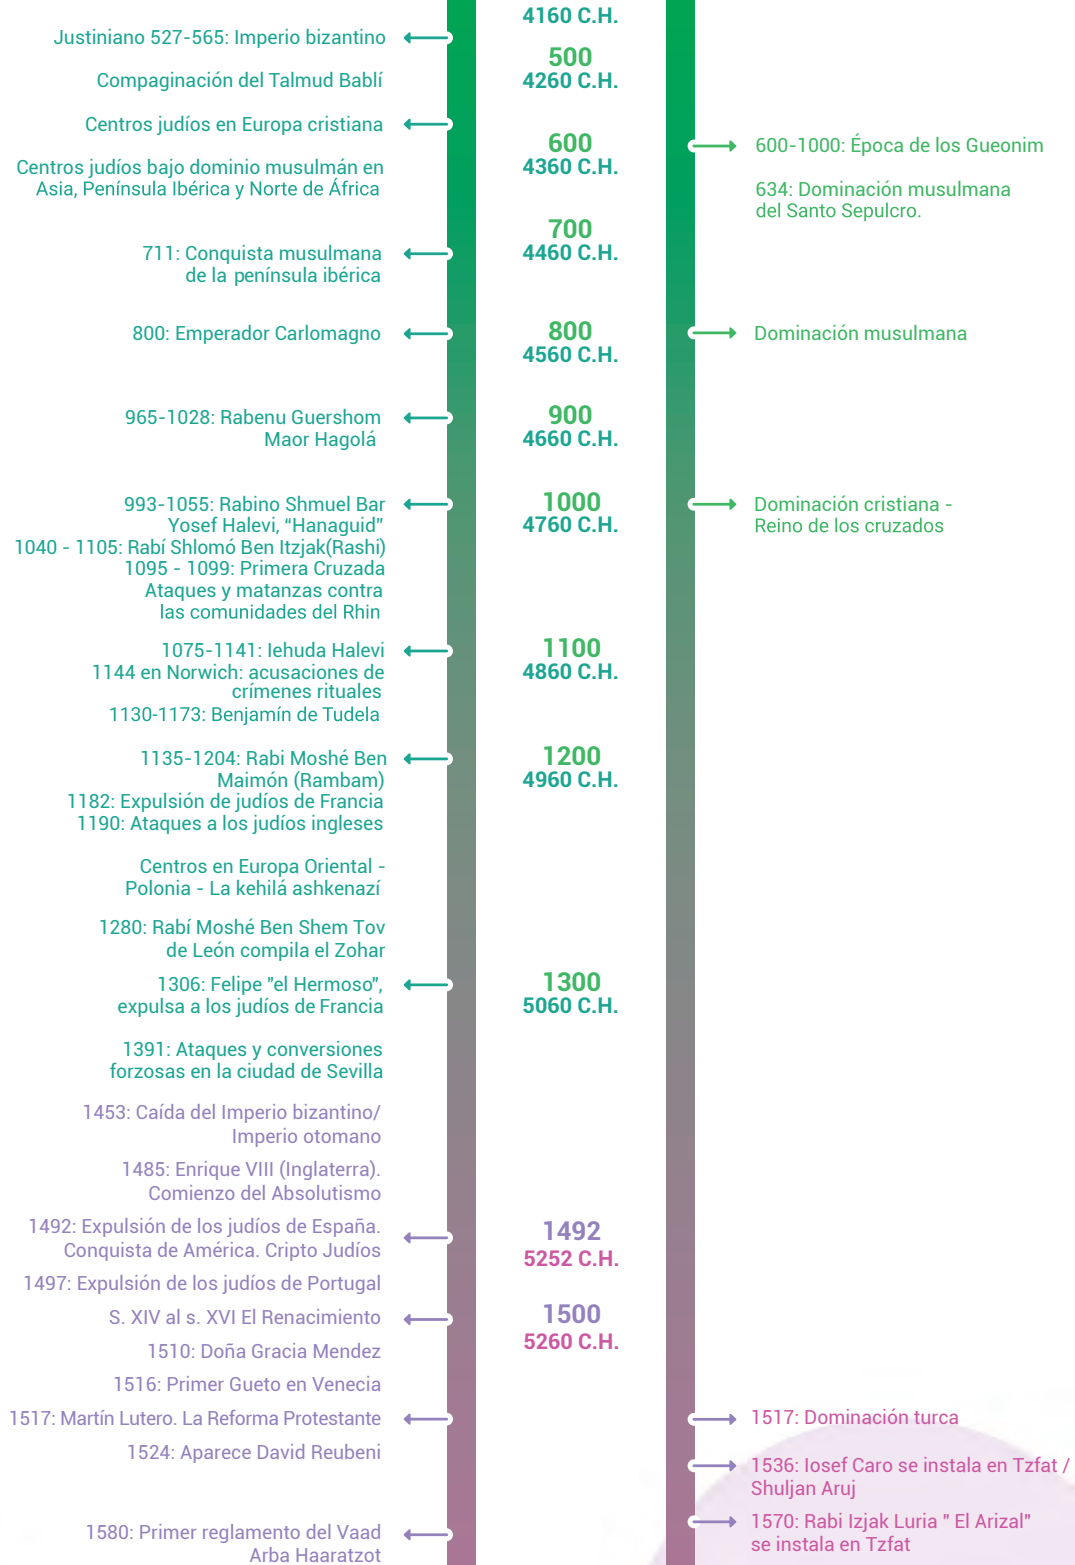 4160 C.H.
Justiniano 527-565: Imperio bizantino
500
4260 C.H.
Compaginación del Talmud Bablí
Centros judíos en Europa cristiana
600
4360 C.H.
600-1000: Época de los Gueonim
Centros judíos bajo dominio musulmán en
Asia, Península Ibérica y Norte de África
634: Dominación musulmana
del Santo Sepulcro.
700
4460 C.H.
711: Conquista musulmana
de la península ibérica
800: Emperador Carlomagno
800
4560 C.H.
Dominación musulmana
965-1028: Rabenu Guershom
Maor Hagolá
900
4660 C.H.
993-1055: Rabino Shmuel Bar
Yosef Halevi, “Hanaguid”
1040 - 1105: Rabí Shlomó Ben Itzjak(Rashi)
1095 - 1099: Primera Cruzada
Ataques y matanzas contra
las comunidades del Rhin
1000
4760 C.H.
Dominación cristiana -
Reino de los cruzados
1075-1141: Iehuda Halevi
1144 en Norwich: acusaciones de
crímenes rituales
1130-1173: Benjamín de Tudela
1100
4860 C.H.
1135-1204: Rabi Moshé Ben
Maimón (Rambam)
1182: Expulsión de judíos de Francia
1190: Ataques a los judíos ingleses
1200
4960 C.H.
Centros en Europa Oriental -
Polonia - La kehilá ashkenazí
1280: Rabí Moshé Ben Shem Tov
de León compila el Zohar
1306: Felipe "el Hermoso",
expulsa a los judíos de Francia
1300
5060 C.H.
1391: Ataques y conversiones
forzosas en la ciudad de Sevilla
1453: Caída del Imperio bizantino/
Imperio otomano
1485: Enrique VIII (Inglaterra).
Comienzo del Absolutismo
1492: Expulsión de los judíos de España.
Conquista de América. Cripto Judíos
1492
5252 C.H.
1497: Expulsión de los judíos de Portugal
S. XIV al s. XVI El Renacimiento
1500
5260 C.H.
1510: Doña Gracia Mendez
1516: Primer Gueto en Venecia
1517: Martín Lutero. La Reforma Protestante
1517: Dominación turca
1524: Aparece David Reubeni
1536: Iosef Caro se instala en Tzfat /
Shuljan Aruj
1580: Primer reglamento del Vaad
Arba Haaratzot
1570: Rabi Izjak Luria " El Arizal"
se instala en Tzfat